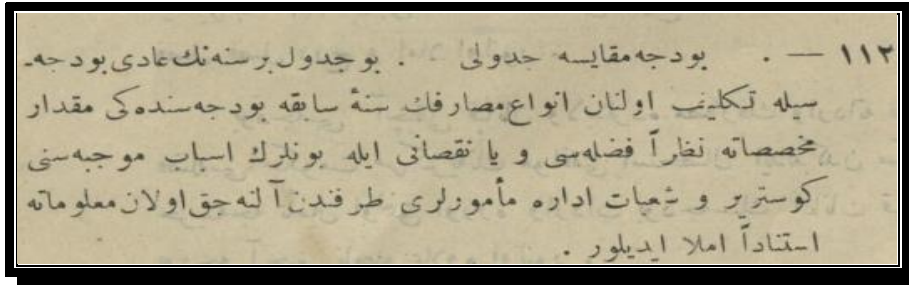 ١١٢ — . بودجه مقايسه جدولى . بو جدول بر سنه نك عادى بودجه‌ـ
سيله تكليف اولنان انواع مصارفك سنهٔ سابقه بودجه سنده كى مقدار
مخصصاته نظراً فضله سى و يا نقصانى ايله بونلرك اسباب موجبه سنى
كوستربر و شعبات اداره مأمورلرى طرفندن آلنه جق اولان معلوماته
استناداً املا ايديلور .